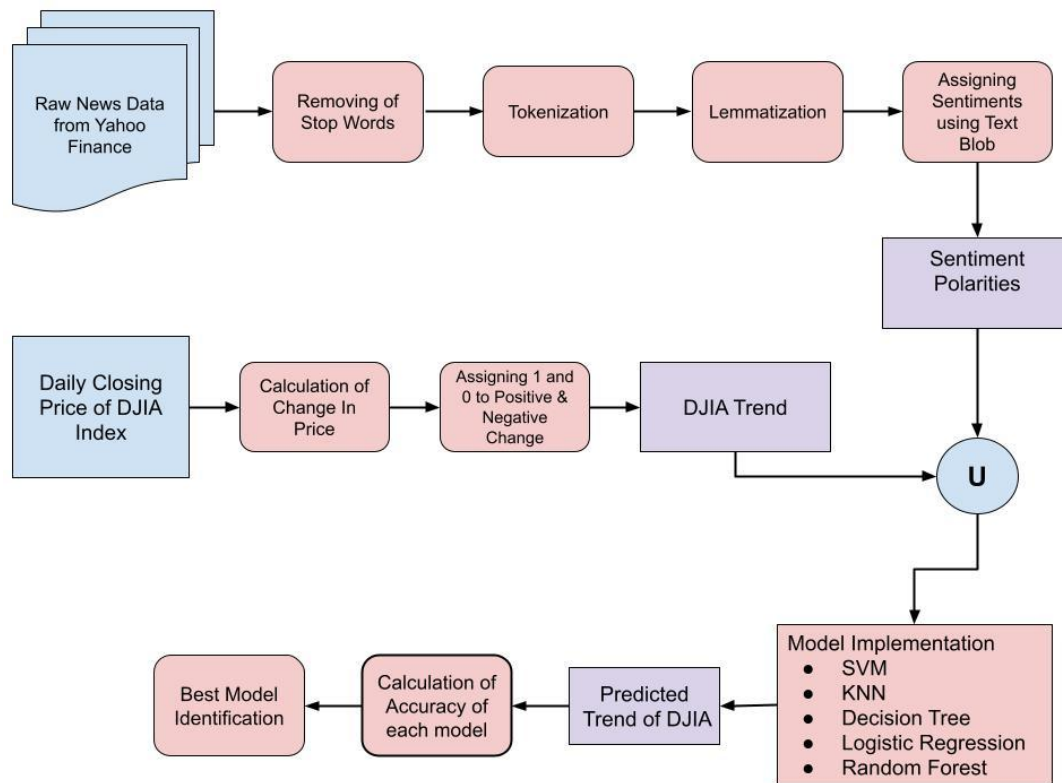 Raw News Data
from Yahoo
Finance
Removing of
Stop Words
Tokenization
Lemmatization
Assigning
Sentiments
using Text
Blob
Sentiment
Polarities
Daily Closing
Price of DJIA
Index
Calculation of
Change In
Price
Assigning 1 and
0 to Positive &
Negative
Change
DJIA Trend
U
Model Implementation
● SVM
● KNN
● Decision Tree
● Logistic Regression
● Random Forest
Predicted
Trend of DJIA
Calculation of
Accuracy of
each model
Best Model
Identification